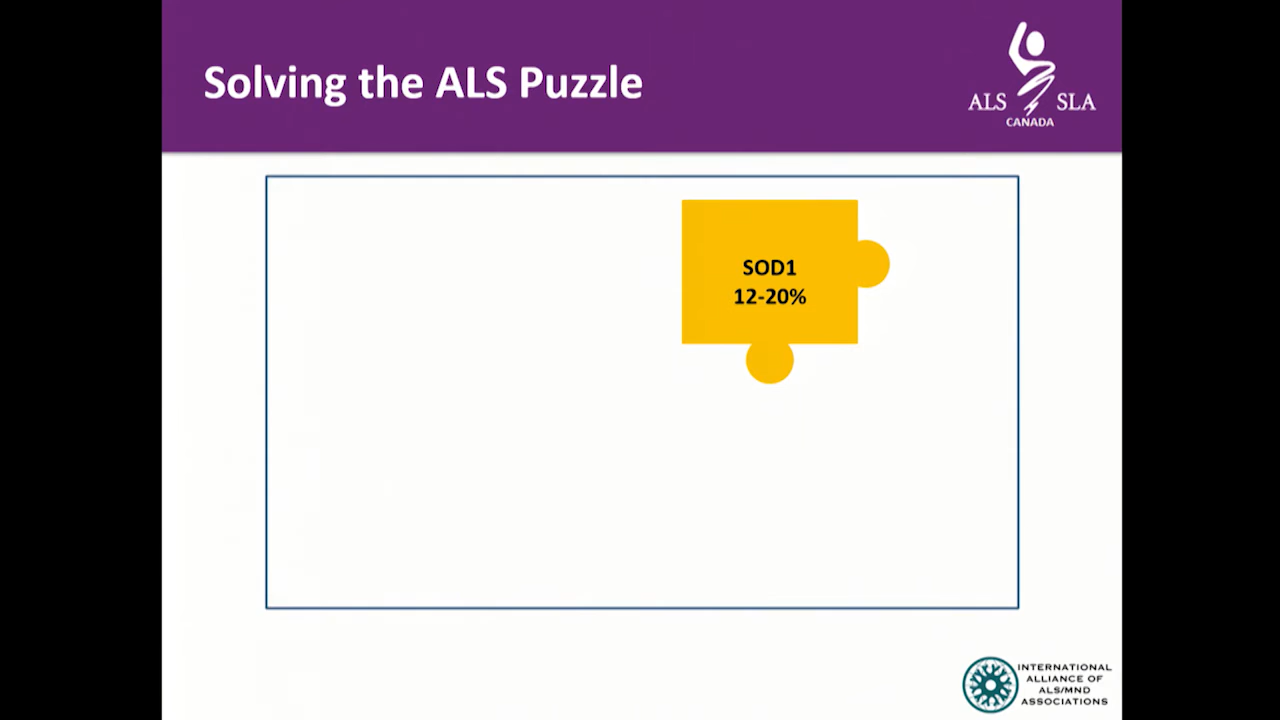 Solving the ALS Puzzle
ALS SLA
CANADA
SOD1
12-20%
INTERNATIONAL
ALLIANCE OF
ALS/MND
ASSOCIATIONS